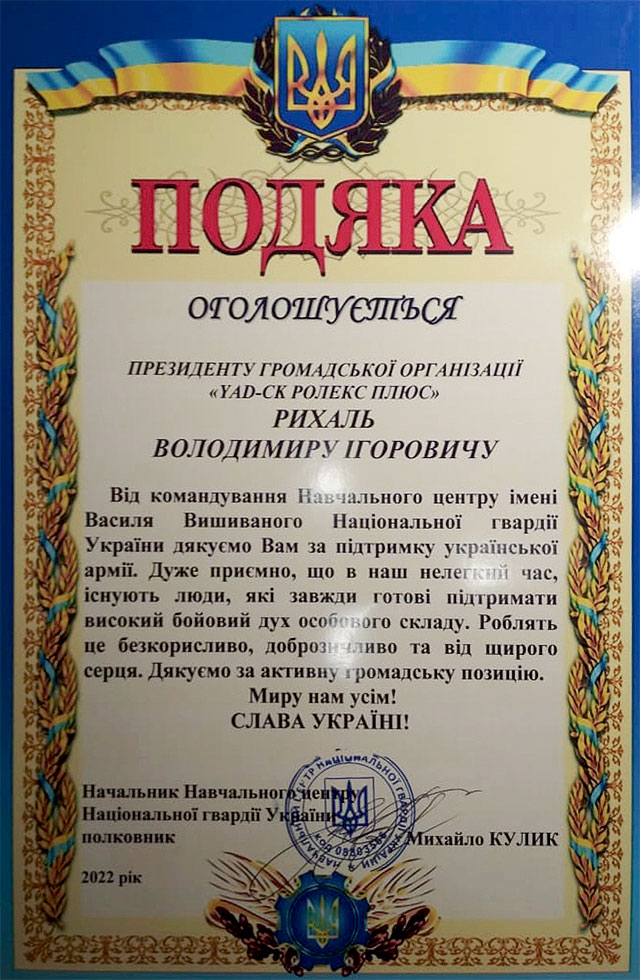 ПОДЯКА
ОГОЛОШУЄТЬСЯ
ПРЕЗИДЕНТУ ГРОМАДСЬКОЇ ОРГАНІЗАЦІЇ
«YAD-СК РОЛЕКС ПЛЮС»
РИХАЛЬ
ВОЛОДИМИРУ ІГОРОВИЧУ
Від командування Навчального центру імені
Василя Вишиваного Національної гвардії
України дякуємо Вам за підтримку української
армії. Дуже приємно, що в наш нелегкий час,
існують люди, які завжди готові підтримати
високий бойовий дух особового складу. Роблять
це безкорисливо, доброзичливо та від щирого
серця. Дякуємо за активну громадську позицію.
Миру нам усім!
СЛАВА УКРАЇНІ!
Начальник Навчального центру
Національної гвардії України
полковник
Михайло КУЛИК
2022 рік